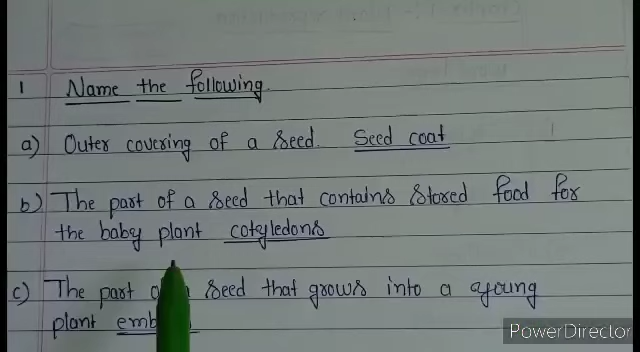 1 Name the following.
a) Outer covering of a seed. Seed coat
b) The part of a seed that contains stored food for
the baby plant cotyledons
c) The part seed that grows into a young
plant
PowerDirector